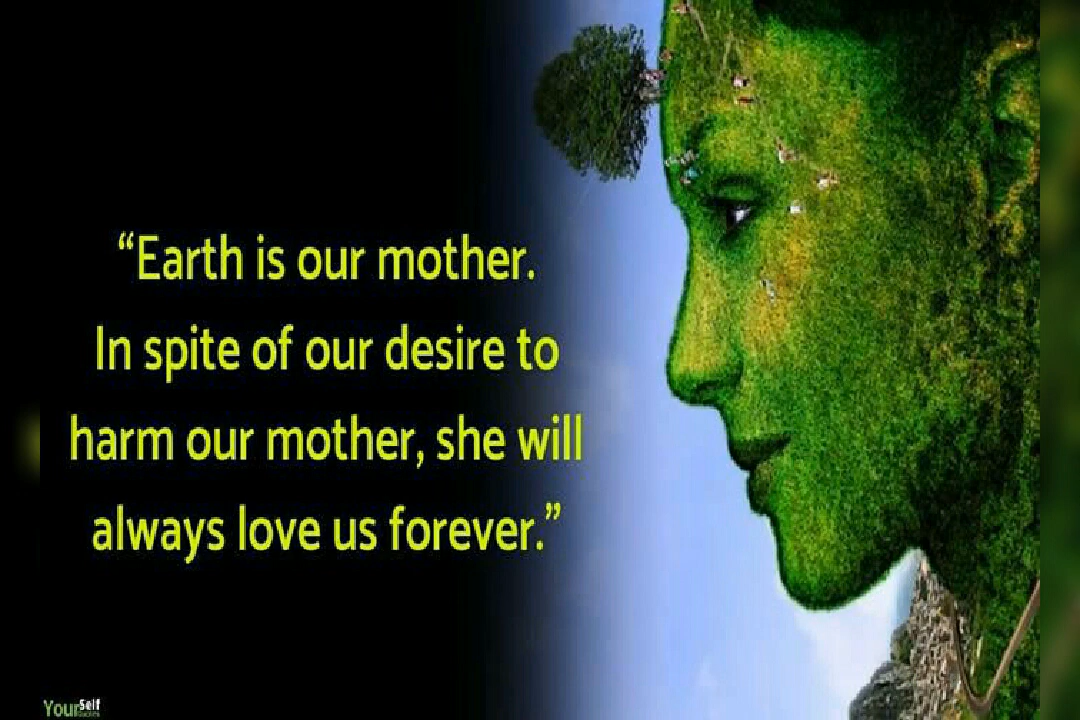 “Earth is our mother.
In spite of our desire to
harm our mother, she will
always love us forever.”
YourSelf
Quotes